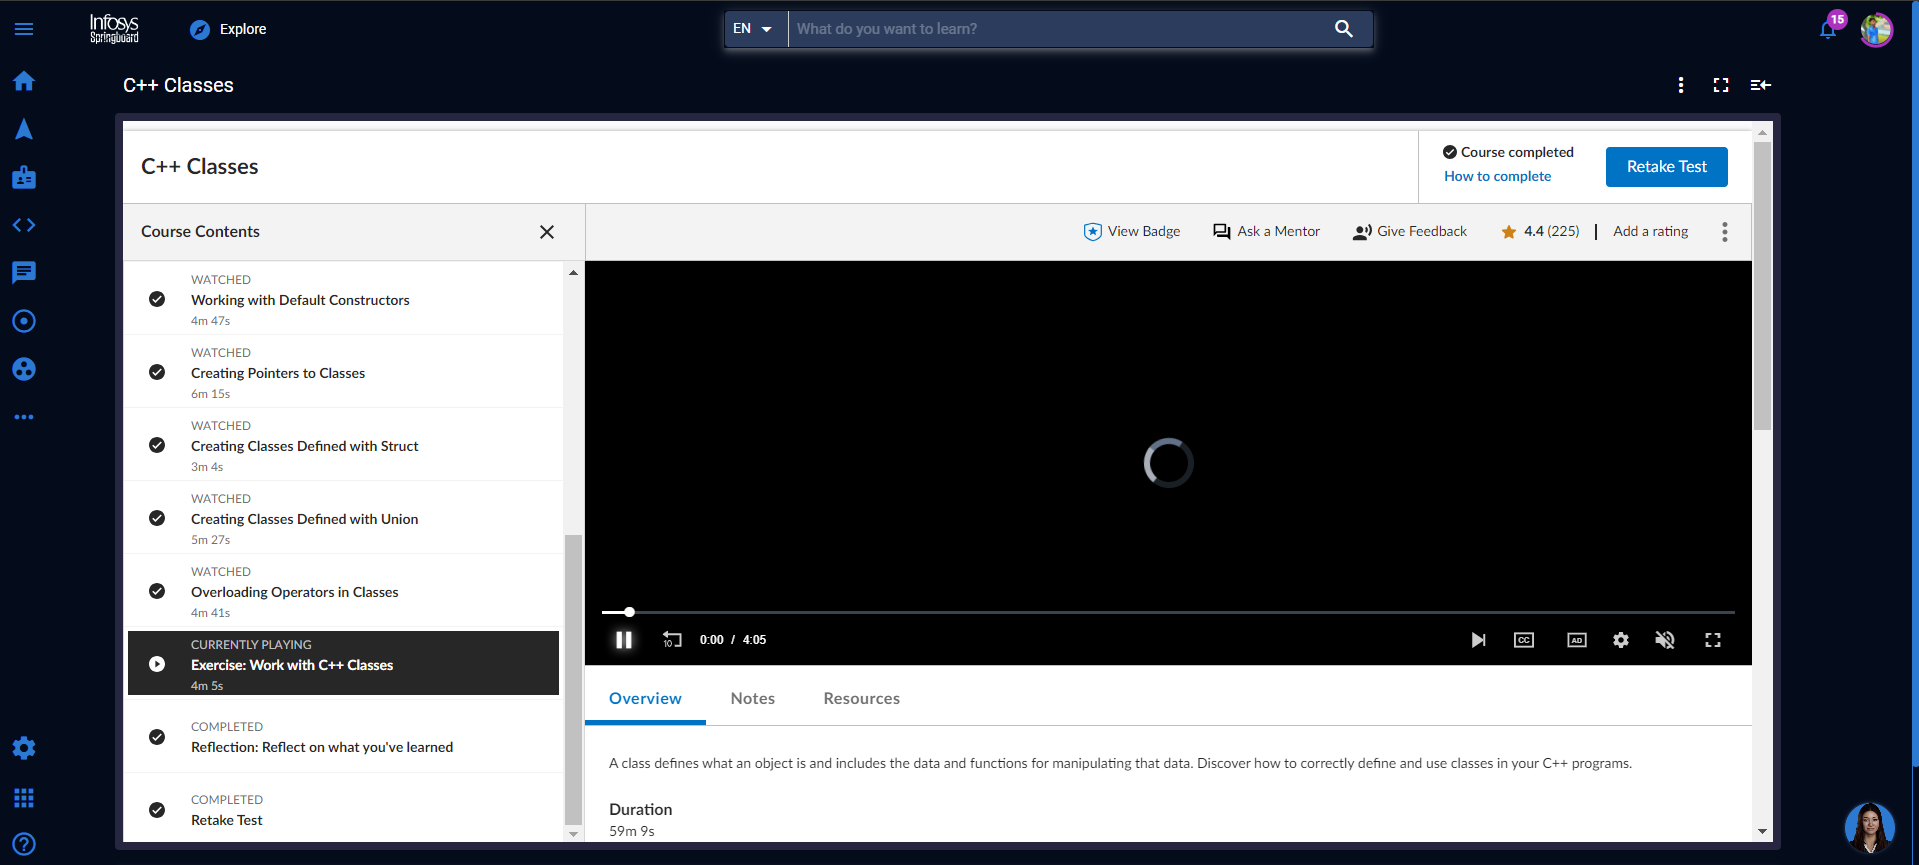 Infosys
Springboard
Explore
EN
What do you want to learn?
15
C++ Classes
C++ Classes
Course completed
How to complete
Retake Test
Course Contents
View Badge
Ask a Mentor
Give Feedback
4.4 (225)
Add a rating
WATCHED
Working with Default Constructors
4m 47s
WATCHED
Creating Pointers to Classes
6m 15s
WATCHED
Creating Classes Defined with Struct
3m 4s
WATCHED
Creating Classes Defined with Union
5m 27s
WATCHED
Overloading Operators in Classes
4m 41s
CURRENTLY PLAYING
Exercise: Work with C++ Classes
4m 5s
COMPLETED
Reflection: Reflect on what you've learned
COMPLETED
Retake Test
10
0:00 / 4:05
CC
AD
Overview
Notes
Resources
A class defines what an object is and includes the data and functions for manipulating that data. Discover how to correctly define and use classes in your C++ programs.
Duration
59m 9s